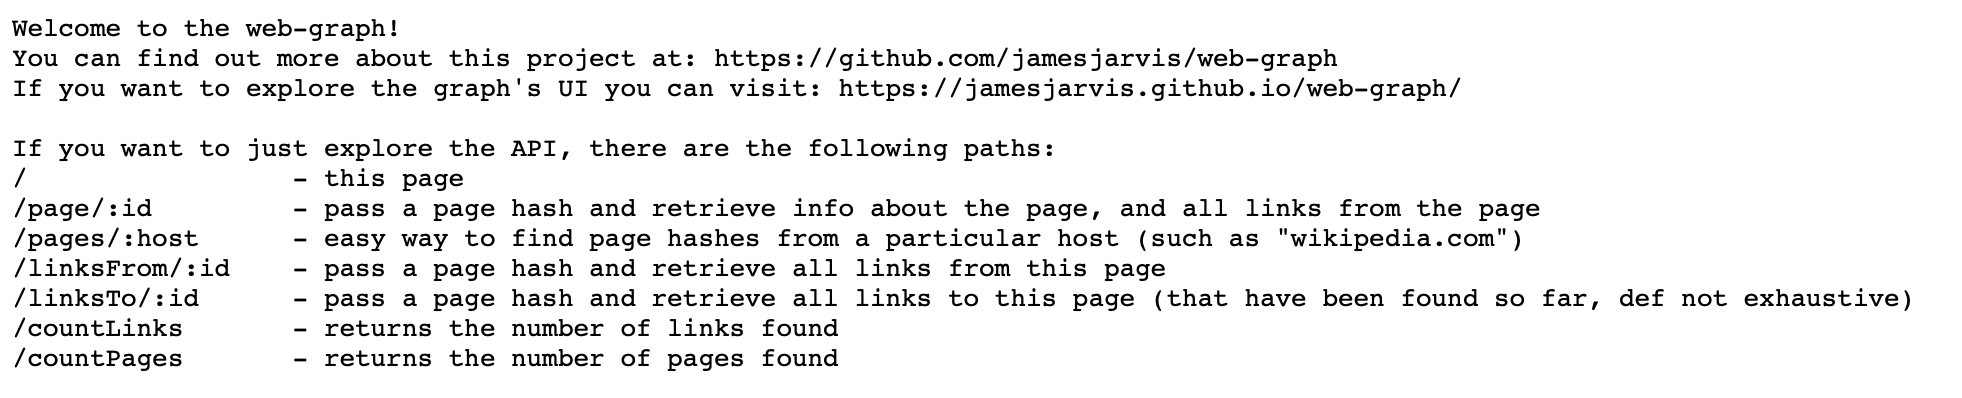 Welcome to the web-graph!
You can find out more about this project at: https://github.com/jamesjarvis/web-graph
If you want to explore the graph's UI you can visit: https://jamesjarvis.github.io/web-graph/

If you want to just explore the API, there are the following paths:
/                 - this page
/page/:id         - pass a page hash and retrieve info about the page, and all links from the page
/pages/:host      - easy way to find page hashes from a particular host (such as "wikipedia.com")
/linksFrom/:id    - pass a page hash and retrieve all links from this page
/linksTo/:id      - pass a page hash and retrieve all links to this page (that have been found so far, def not exhaustive)
/countLinks       - returns the number of links found
/countPages       - returns the number of pages found